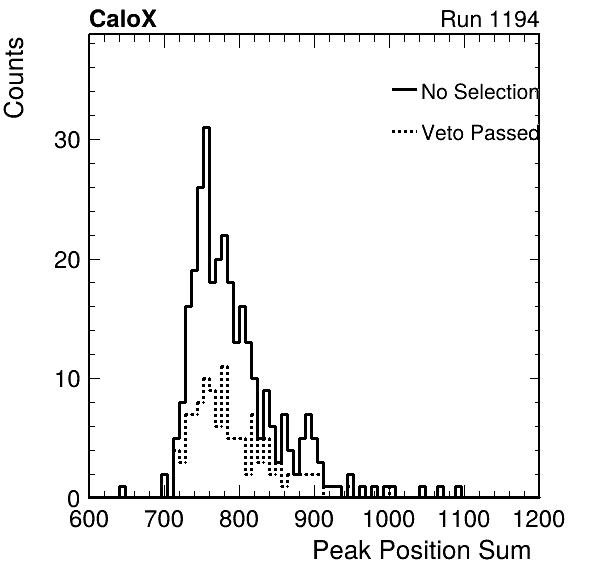 CaloX Run 1194
Counts
No Selection
Veto Passed
30
20
10
0
600 700 800 900 1000 1100 1200
Peak Position Sum